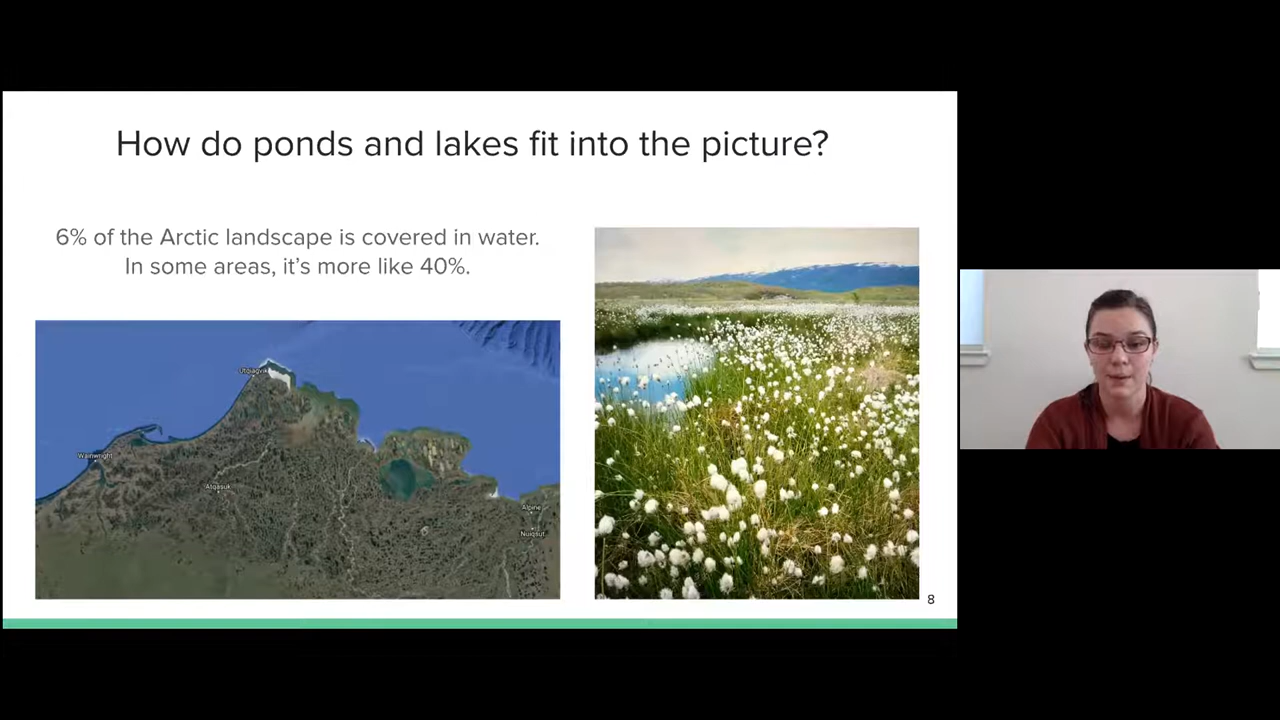 How do ponds and lakes fit into the picture?
6% of the Arctic landscape is covered in water.
In some areas, it's more like 40%.
Utqiagvik
Wainwright
Atqasuk
Alpine
Nuiqsut
8